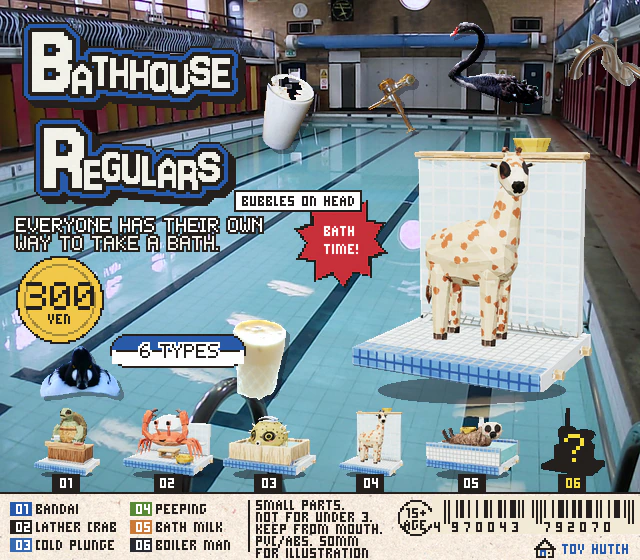 BATHHOUSE
REGULARS
EVERYONE HAS THEIR OWN
WAY TO TAKE A BATH.
BUBBLES ON HEAD
BATH
TIME!
300
YEN
6 TYPES
?
01
02
03
04
05
06
01 BANDAI
02 LATHER CRAB
03 COLD PLUNGE
04 PEEPING
05 BATH MILK
06 BOILER MAN
SMALL PARTS.
NOT FOR UNDER 3.
KEEP FROM MOUTH.
PVC/ABS. 50MM
FOR ILLUSTRATION
15+
AGE
4 970043 792070
TOY HUTCH